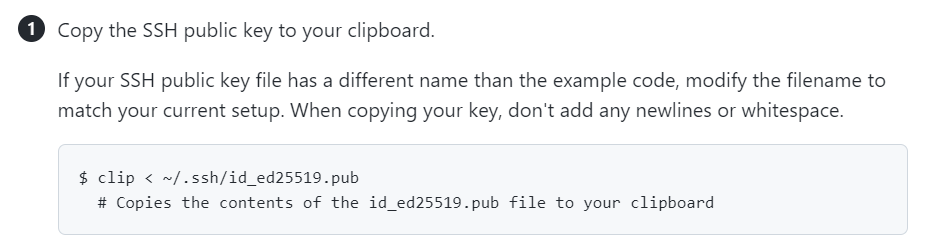 1 Copy the SSH public key to your clipboard.
If your SSH public key file has a different name than the example code, modify the filename to
match your current setup. When copying your key, don't add any newlines or whitespace.
$ clip < ~/.ssh/id_ed25519.pub
# Copies the contents of the id_ed25519.pub file to your clipboard